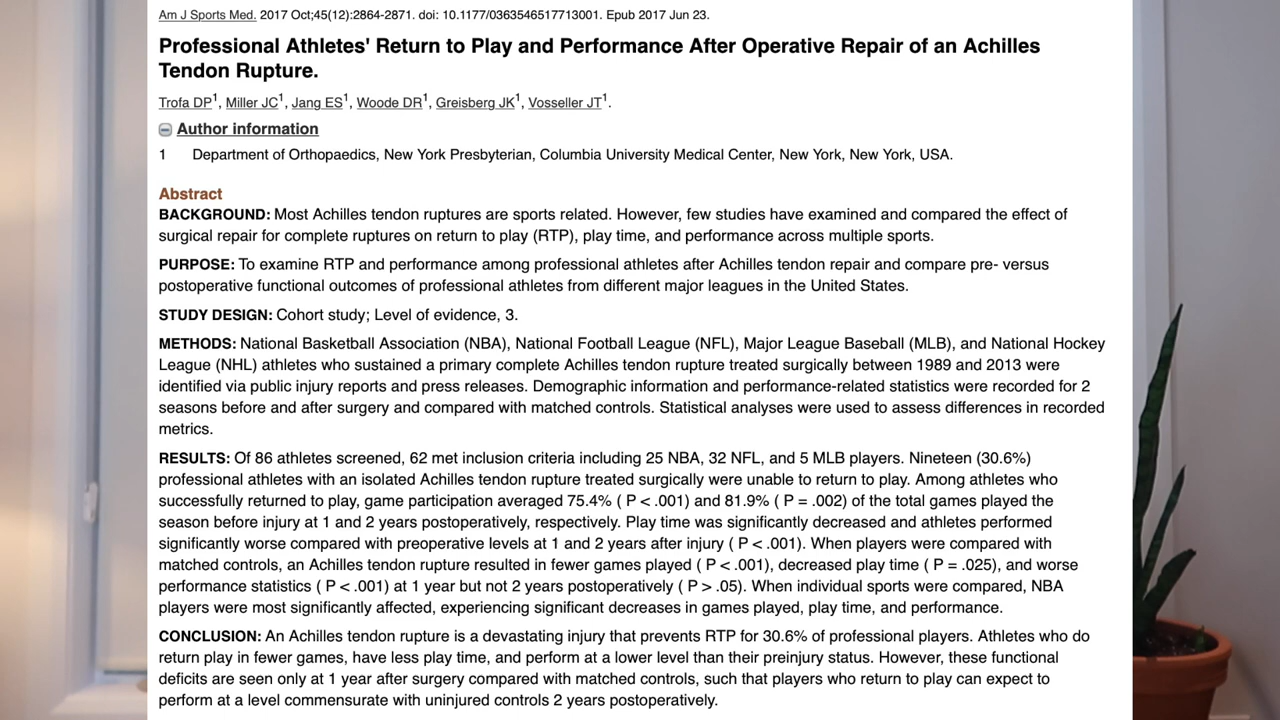 Am J Sports Med. 2017 Oct;45(12):2864-2871. doi: 10.1177/0363546517713001. Epub 2017 Jun 23.
Professional Athletes' Return to Play and Performance After Operative Repair of an Achilles
Tendon Rupture.
Trofa DP1, Miller JC1, Jang ES1, Woode DR1, Greisberg JK1, Vosseller JT1.
Author information
1 Department of Orthopaedics, New York Presbyterian, Columbia University Medical Center, New York, New York, USA.
Abstract
BACKGROUND: Most Achilles tendon ruptures are sports related. However, few studies have examined and compared the effect of
surgical repair for complete ruptures on return to play (RTP), play time, and performance across multiple sports.
PURPOSE: To examine RTP and performance among professional athletes after Achilles tendon repair and compare pre- versus
postoperative functional outcomes of professional athletes from different major leagues in the United States.
STUDY DESIGN: Cohort study; Level of evidence, 3.
METHODS: National Basketball Association (NBA), National Football League (NFL), Major League Baseball (MLB), and National Hockey
League (NHL) athletes who sustained a primary complete Achilles tendon rupture treated surgically between 1989 and 2013 were
identified via public injury reports and press releases. Demographic information and performance-related statistics were recorded for 2
seasons before and after surgery and compared with matched controls. Statistical analyses were used to assess differences in recorded
metrics.
RESULTS: Of 86 athletes screened, 62 met inclusion criteria including 25 NBA, 32 NFL, and 5 MLB players. Nineteen (30.6%)
professional athletes with an isolated Achilles tendon rupture treated surgically were unable to return to play. Among athletes who
successfully returned to play, game participation averaged 75.4% ( P < .001) and 81.9% ( P = .002) of the total games played the
season before injury at 1 and 2 years postoperatively, respectively. Play time was significantly decreased and athletes performed
significantly worse compared with preoperative levels at 1 and 2 years after injury ( P < .001). When players were compared with
matched controls, an Achilles tendon rupture resulted in fewer games played ( P < .001), decreased play time ( P = .025), and worse
performance statistics ( P < .001) at 1 year but not 2 years postoperatively ( P > .05). When individual sports were compared, NBA
players were most significantly affected, experiencing significant decreases in games played, play time, and performance.
CONCLUSION: An Achilles tendon rupture is a devastating injury that prevents RTP for 30.6% of professional players. Athletes who do
return play in fewer games, have less play time, and perform at a lower level than their preinjury status. However, these functional
deficits are seen only at 1 year after surgery compared with matched controls, such that players who return to play can expect to
perform at a level commensurate with uninjured controls 2 years postoperatively.